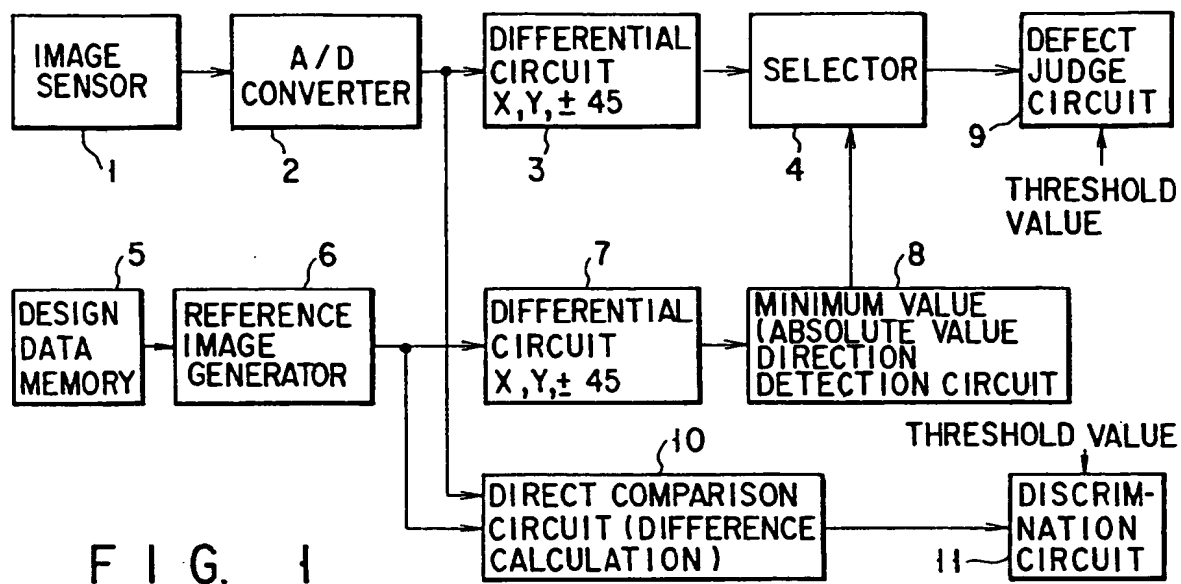 IMAGE
SENSOR
1
A/D
CONVERTER
2
DIFFERENTIAL
CIRCUIT
X,Y,± 45
3
SELECTOR
4
DEFECT
JUDGE
CIRCUIT
9
THRESHOLD
VALUE
5
DESIGN
DATA
MEMORY
6
REFERENCE
IMAGE
GENERATOR
7
DIFFERENTIAL
CIRCUIT
X,Y,± 45
8
MINIMUM VALUE
(ABSOLUTE VALUE
DIRECTION
DETECTION CIRCUIT
10
DIRECT COMPARISON
CIRCUIT (DIFFERENCE
CALCULATION)
THRESHOLD VALUE
DISCRIM-
NATION
CIRCUIT
11
FIG. 1